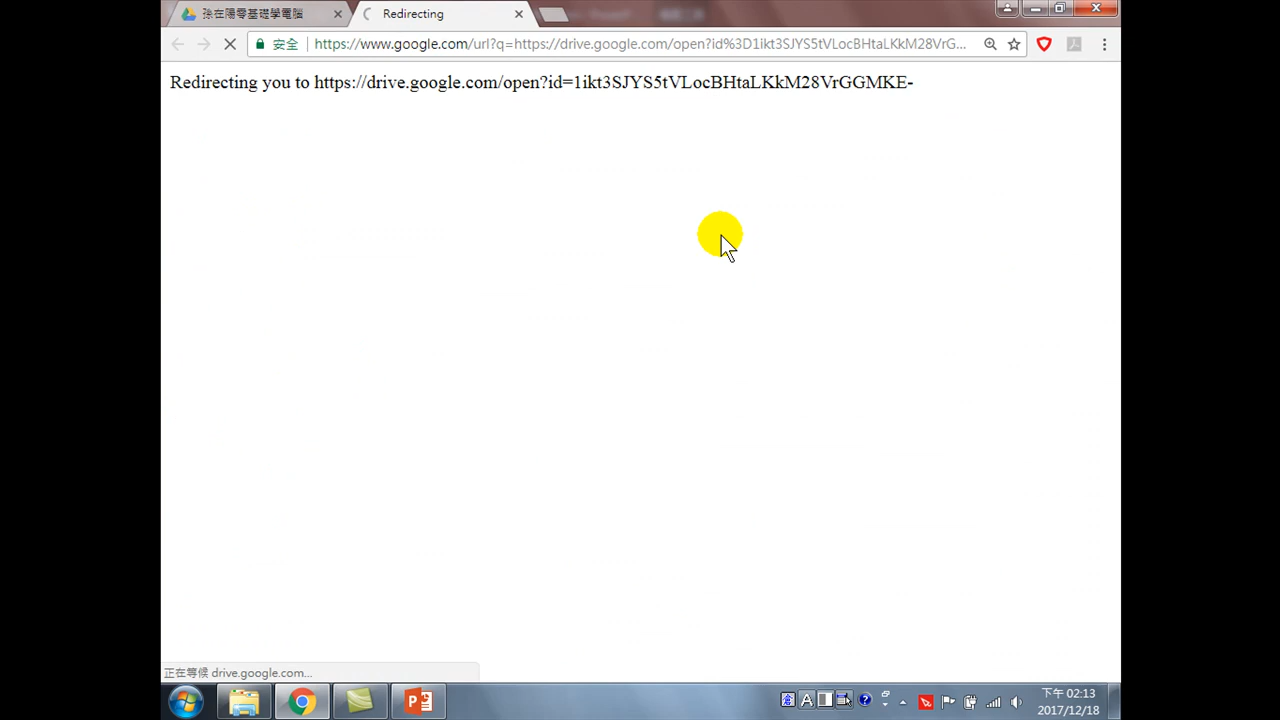 孫在陽零基礎學電腦
Redirecting
安全
https://www.google.com/url?q=https://drive.google.com/open?id%3D1ikt3SJYS5tVLocBHtaLKkM28VrG...
Redirecting you to https://drive.google.com/open?id=1ikt3SJYS5tVLocBHtaLKkM28VrGGMKE-
正在等候 drive.google.com...
下午 02:13
2017/12/18